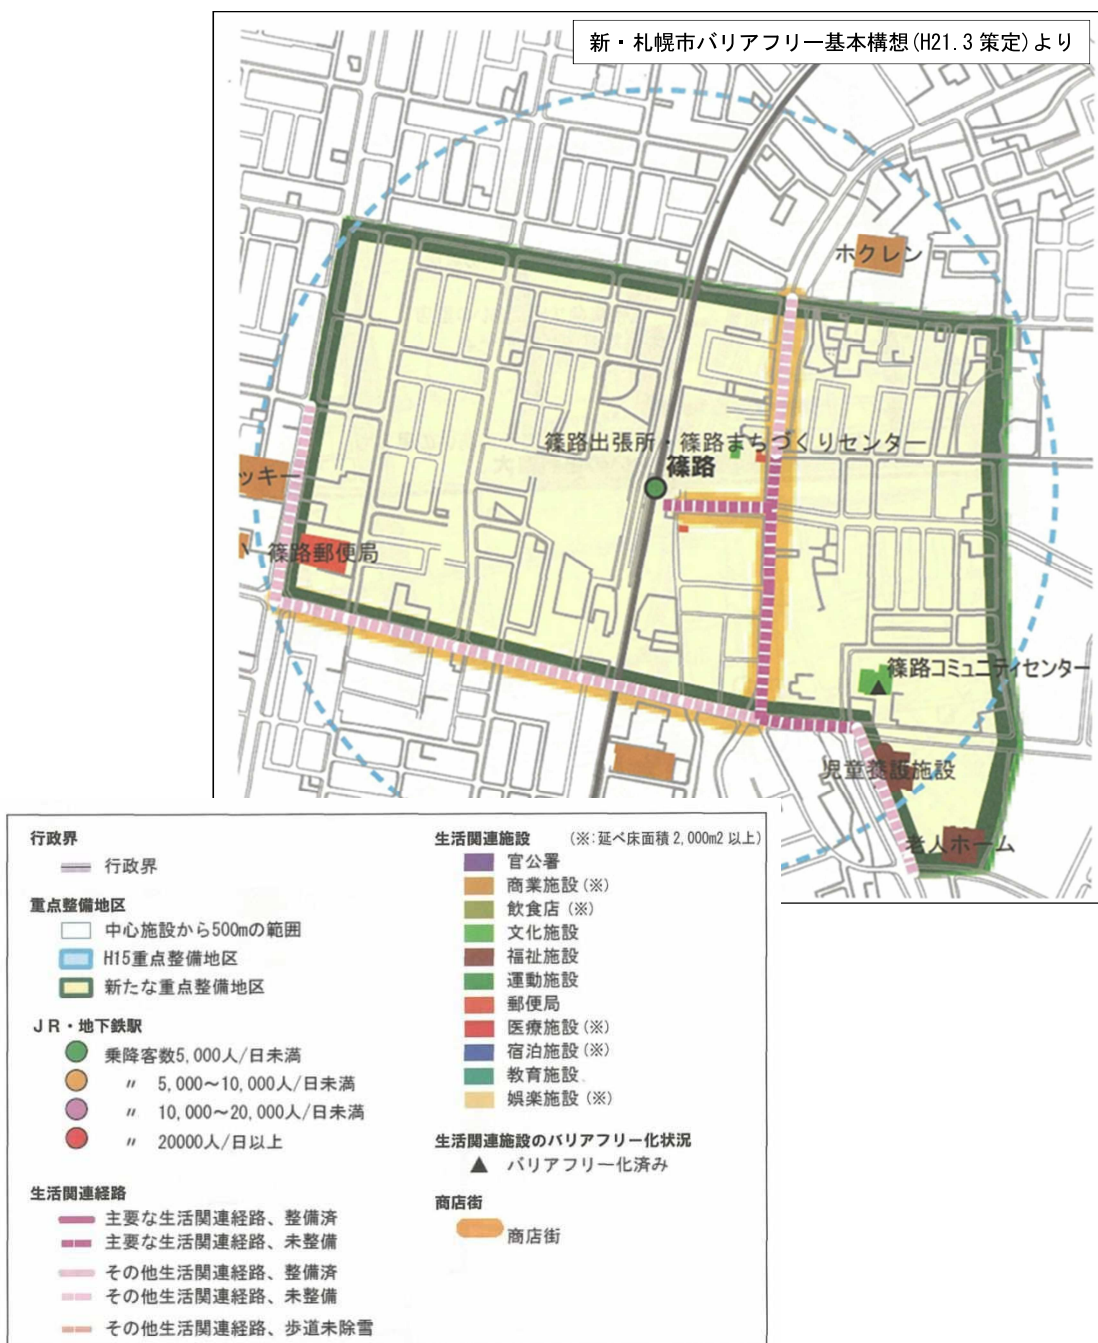 新・札幌市バリアフリー基本構想(H21.3策定)より
ホクレン
篠路出張所・篠路まちづくりセンター
篠路
ッキー
篠路郵便局
篠路コミュニティセンター
児童養護施設
老人ホーム
行政界
行政界
重点整備地区
中心施設から500mの範囲
H15重点整備地区
新たな重点整備地区
JR・地下鉄駅
乗降客数5,000人/日未満
〃 5,000～10,000人/日未満
〃 10,000～20,000人/日未満
〃 20000人/日以上
生活関連経路
主要な生活関連経路、整備済
主要な生活関連経路、未整備
その他生活関連経路、整備済
その他生活関連経路、未整備
その他生活関連経路、歩道未除雪
生活関連施設 (※:延べ床面積2,000m2以上)
官公署
商業施設(※)
飲食店(※)
文化施設
福祉施設
運動施設
郵便局
医療施設(※)
宿泊施設(※)
教育施設
娯楽施設(※)
生活関連施設のバリアフリー化状況
▲ バリアフリー化済み
商店街
商店街